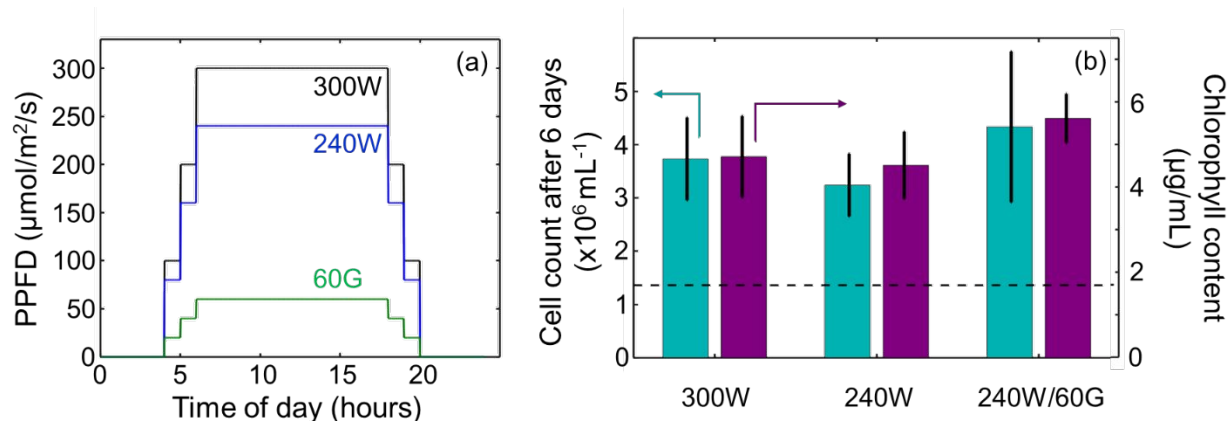 (a)
300
250
200
150
100
50
0
PPFD (µmol/m²/s)
300W
240W
60G
0 5 10 15 20
Time of day (hours)
(b)
5
4
3
2
1
0
Cell count after 6 days
(x10⁶ mL⁻¹)
6
4
2
0
Chlorophyll content
(µg/mL)
300W 240W 240W/60G